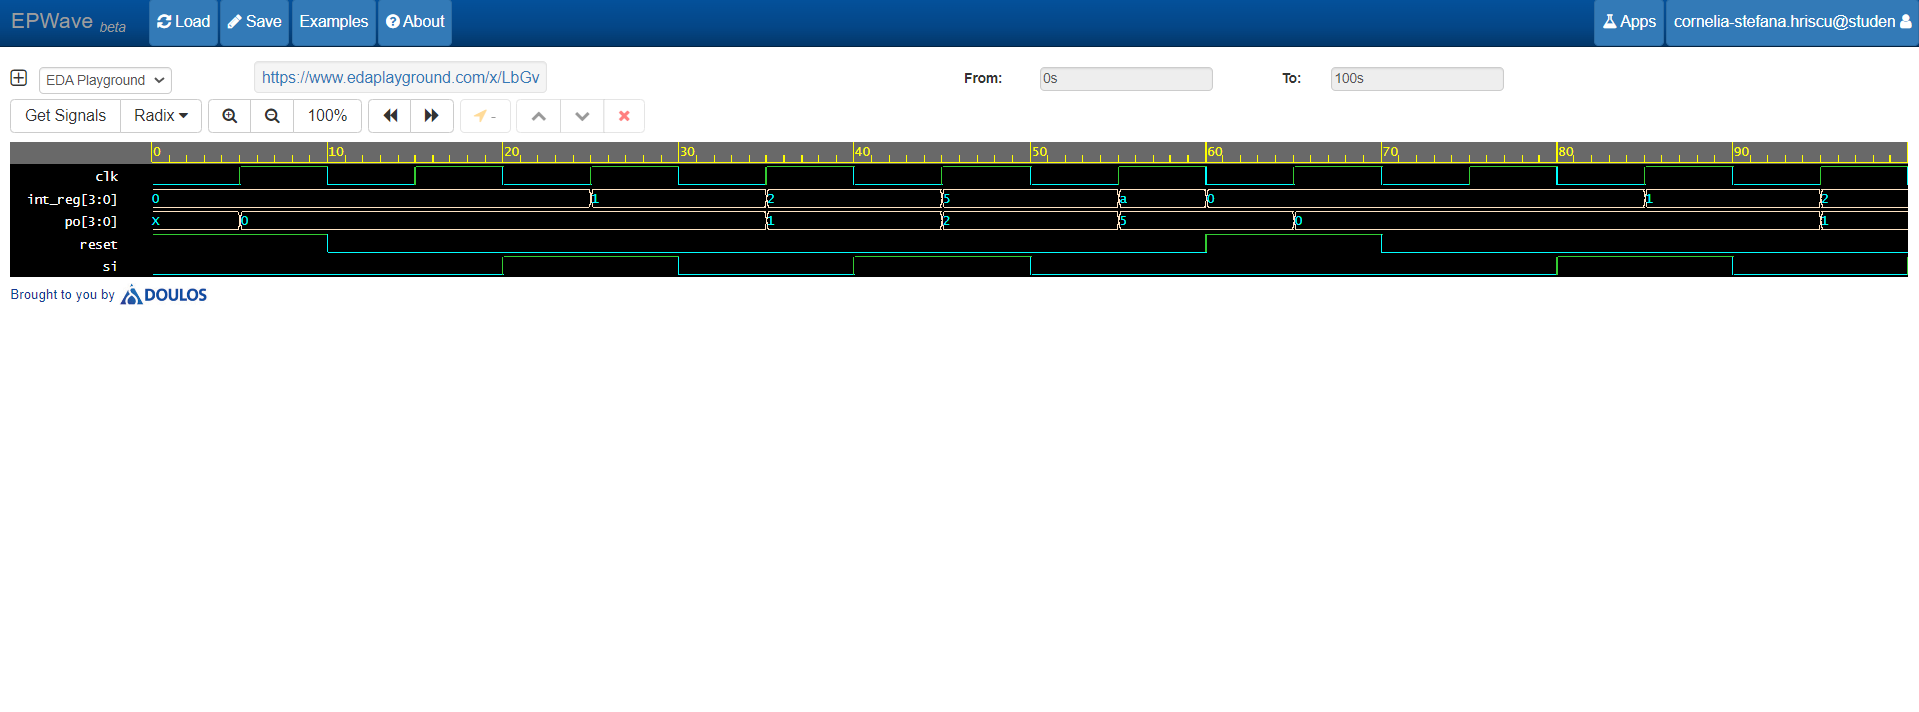 EPWave beta Load Save Examples About Apps cornelia-stefana.hriscu@studen
EDA Playground https://www.edaplayground.com/x/LbGv From: 0s To: 100s
Get Signals Radix 100% -
0 10 20 30 40 50 60 70 80 90
clk
int_reg[3:0] 0 1 2 5 a 0 1 2
po[3:0] x 0 1 2 5 0 1
reset
si
Brought to you by DOULOS